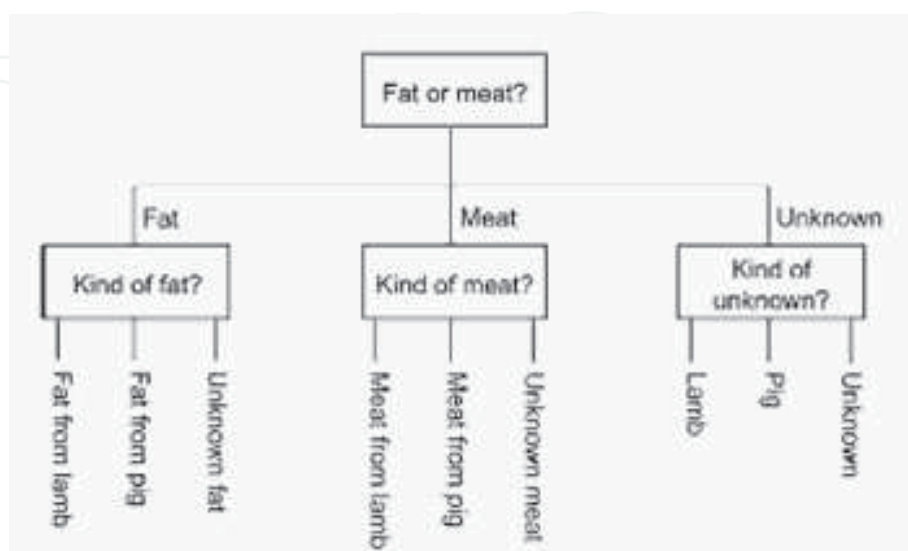 Fat or meat?
Fat
Meat
Unknown
Kind of fat?
Kind of meat?
Kind of
unknown?
Fat from lamb
Fat from pig
Unknown fat
Meat from lamb
Meat from pig
Unknown meat
Lamb
Pig
Unknown